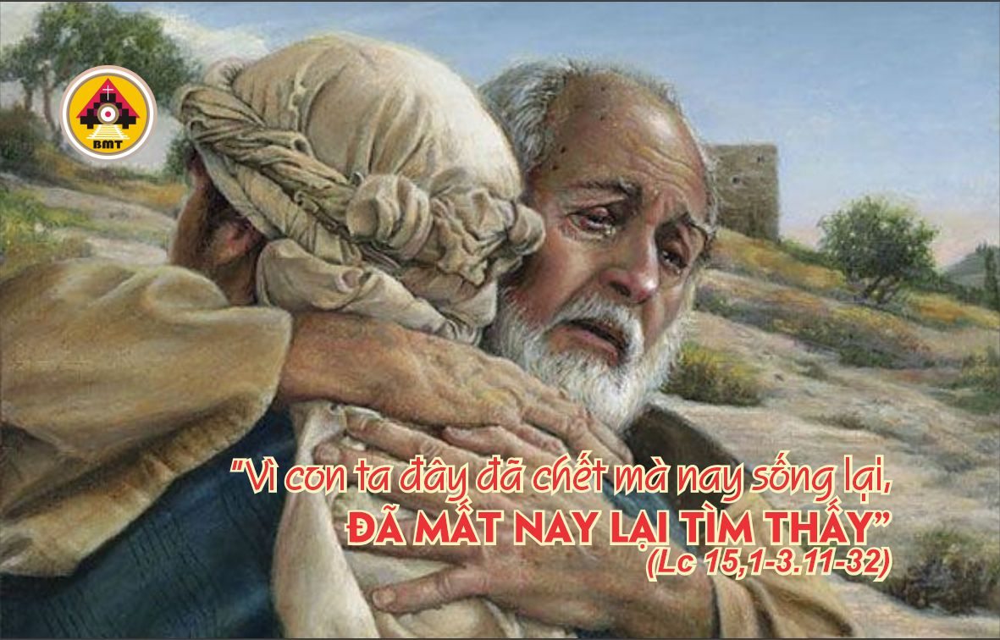 BMT
"Vì con ta đây đã chết mà nay sống lại,
ĐÃ MẤT NAY LẠI TÌM THẤY”
(Lc 15,1-3.11-32)